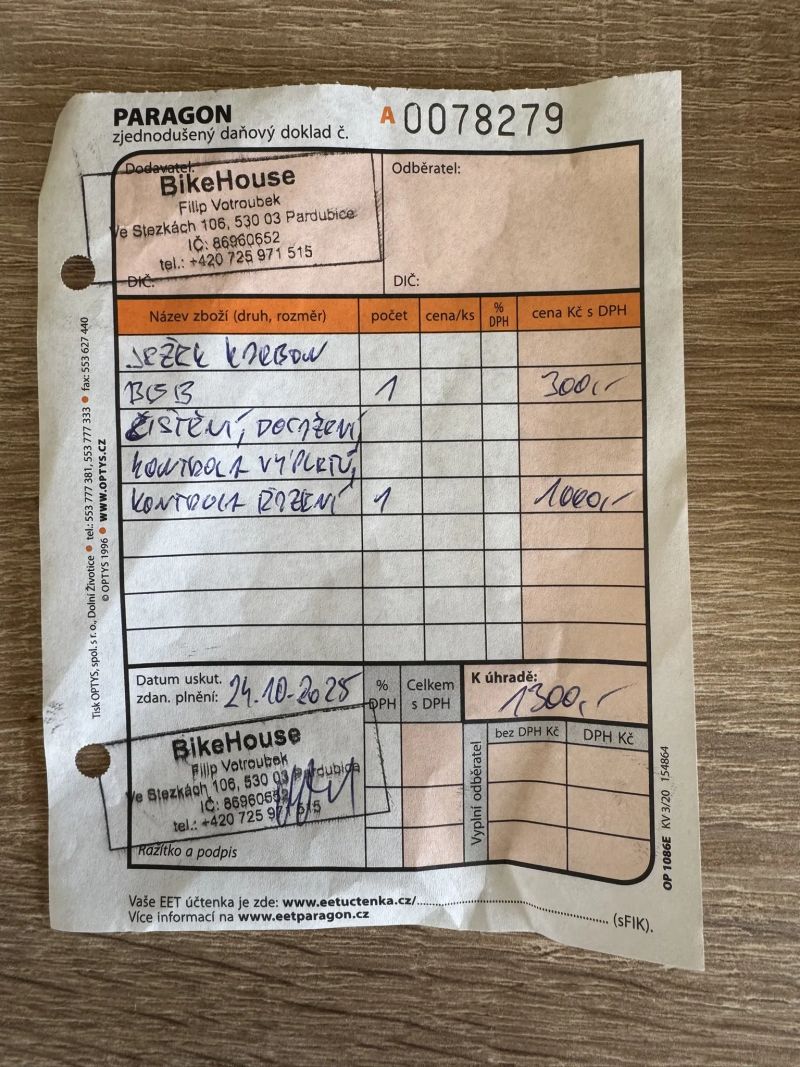 PARAGON
zjednodušený daňový doklad č.
A 0078279
Dodavatel:
BikeHouse
Filip Votroubek
Ve Stezkách 106, 530 03 Pardubice
IČ: 86960652
tel.: +420 725 971 515
DIČ:
Odběratel:
DIČ:
Název zboží (druh, rozměr) počet cena/ks % DPH cena Kč s DPH
JEŽEK KARBON
BSB 1 300,-
ČIŠTĚNÍ, DOTAŽENÍ,
KONTROLA VÝPLETŮ,
KONTROLA ŘAZENÍ 1 1000,-
Datum uskut.
zdan. plnění: 24.10.2025
% DPH
Celkem s DPH
K úhradě:
1300,-
BikeHouse
Filip Votroubek
Ve Stezkách 106, 530 03 Pardubice
IČ: 86960652
tel.: +420 725 971 515
Razítko a podpis
Vyplní odběratel
bez DPH Kč DPH Kč
Vaše EET účtenka je zde: www.eetuctenka.cz/
Více informací na www.eetparagon.cz
(sFIK).
Tisk OPTYS, spol. s r. o., Dolní Životice • tel.: 553 777 381, 553 777 333 • fax: 553 627 440
© OPTYS 1996 • WWW.OPTYS.CZ
OP 1086E KV 3/20 154864